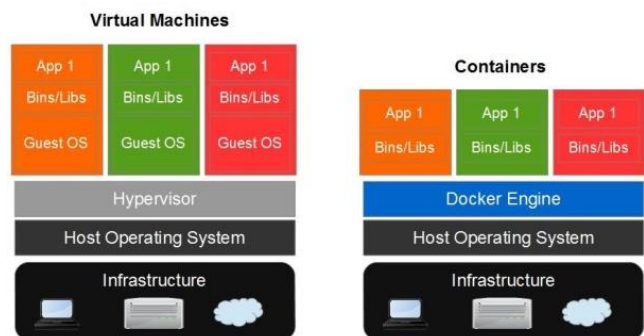 Virtual Machines
App 1
App 1
App 1
Bins/Libs
Bins/Libs
Bins/Libs
Guest OS
Guest OS
Guest OS
Hypervisor
Host Operating System
Infrastructure
Containers
App 1
App 1
App 1
Bins/Libs
Bins/Libs
Bins/Libs
Docker Engine
Host Operating System
Infrastructure